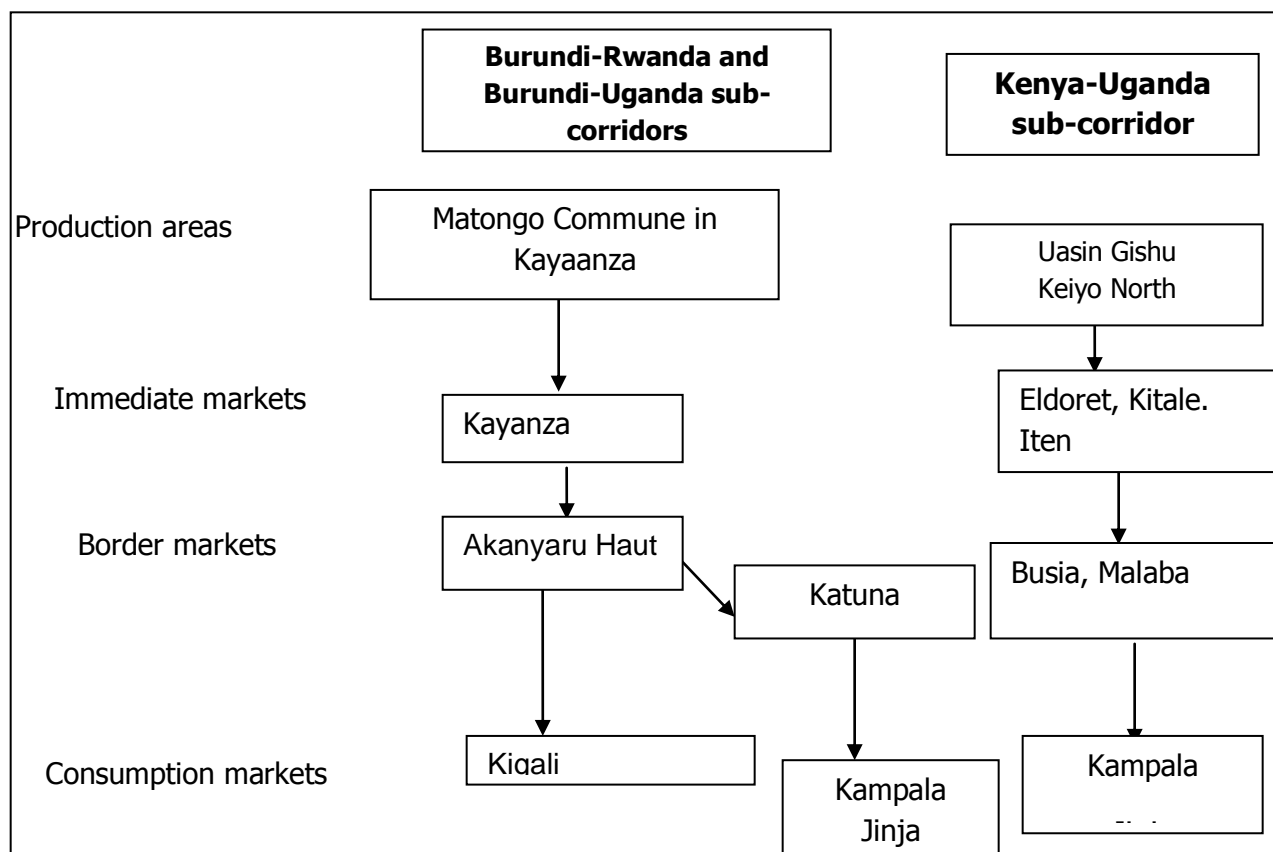 Burundi-Rwanda and
Burundi-Uganda sub-
corridors
Kenya-Uganda
sub-corridor
Production areas
Matongo Commune in
Kayaanza
Uasin Gishu
Keiyo North
Immediate markets
Kayanza
Eldoret, Kitale.
Iten
Border markets
Akanyaru Haut
Katuna
Busia, Malaba
Consumption markets
Kigali
Kampala
Jinja
Kampala